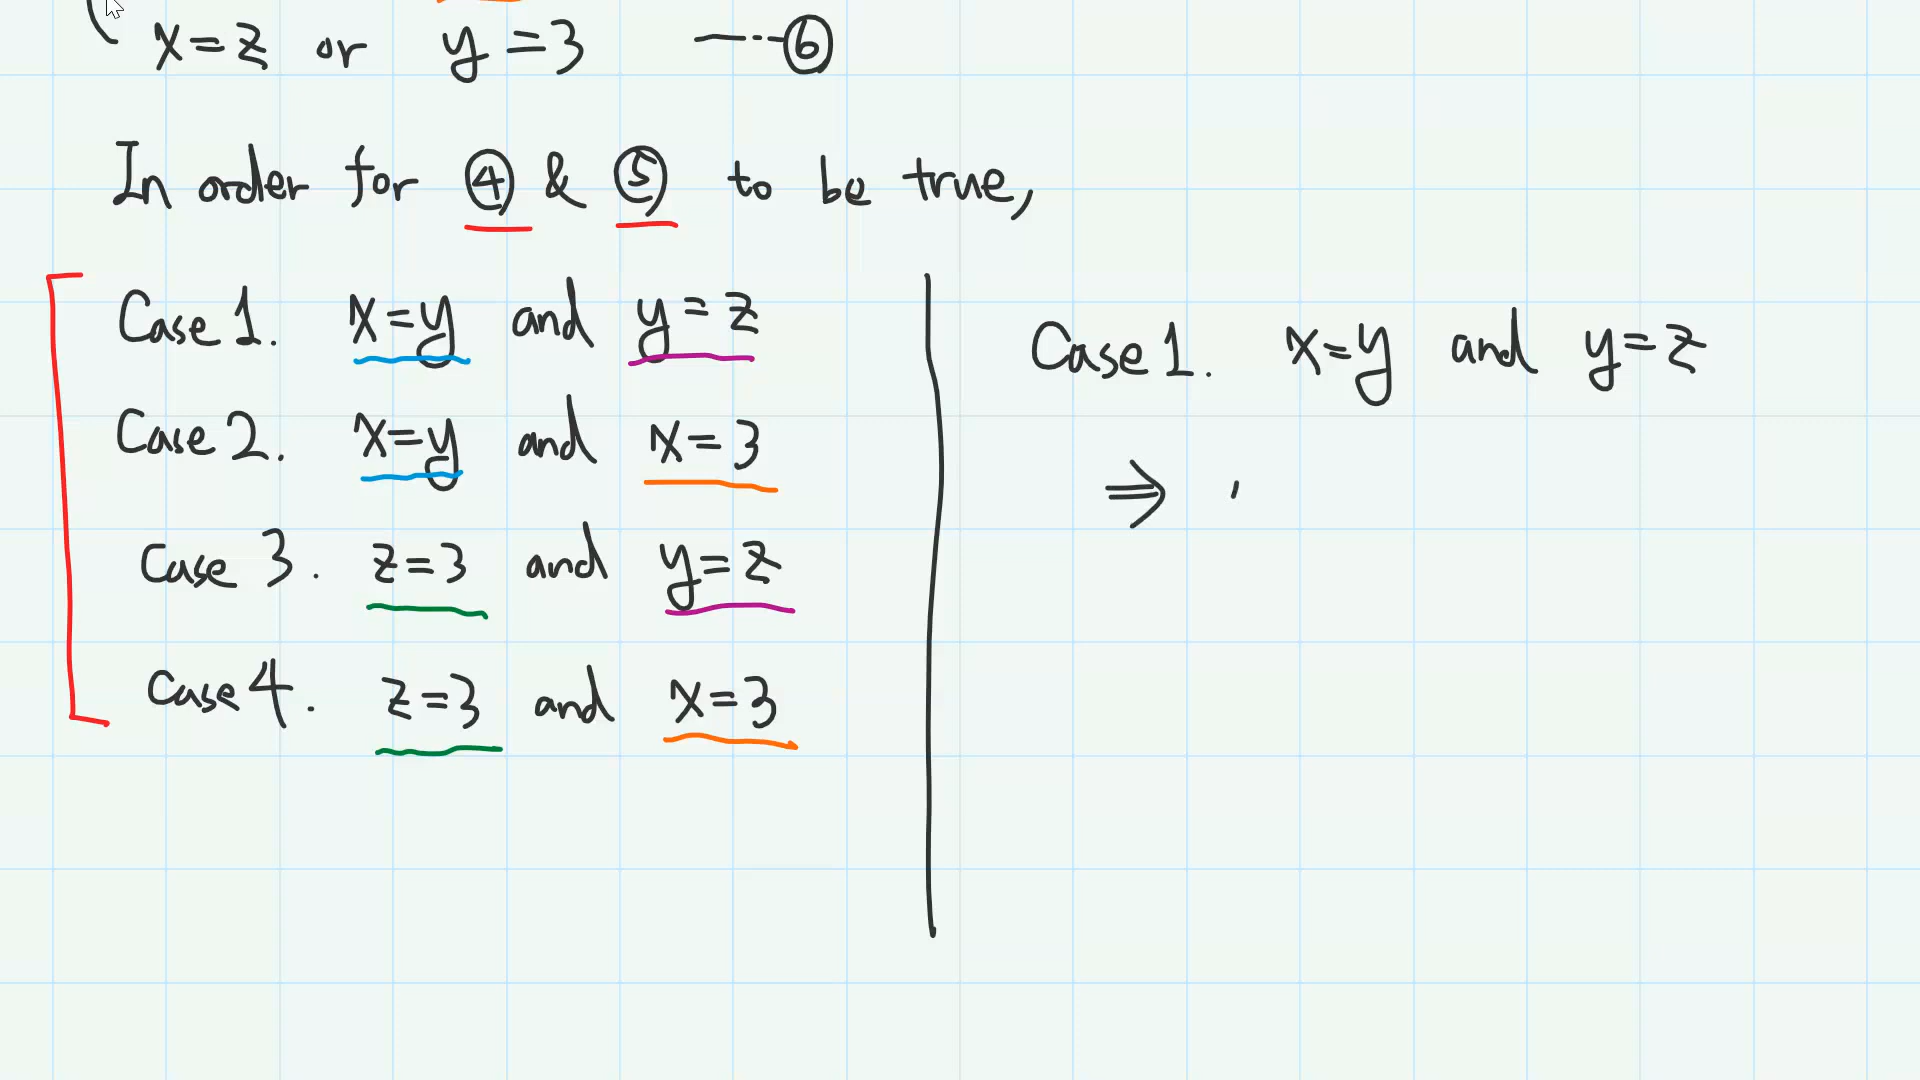 x=z or y=3 ----⑥
In order for ④ & ⑤ to be true,
Case 1. x=y and y=z
Case 2. x=y and x=3
Case 3. z=3 and y=z
Case 4. z=3 and x=3
Case 1. x=y and y=z
⇒